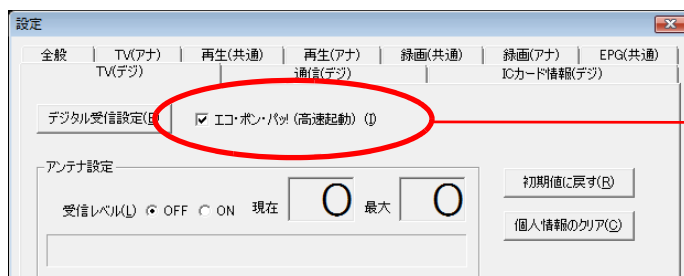 設定
全般 TV(アナ) 再生(共通) 再生(アナ) 録画(共通) 録画(アナ) EPG(共通)
TV(デジ) 通信(デジ) ICカード情報(デジ)
デジタル受信設定( エコ・ポン・パッ! (高速起動) (I)
アンテナ設定
初期値に戻す(R)
受信レベル(L) OFF ON 現在 0 最大 0
個人情報のクリア(C)